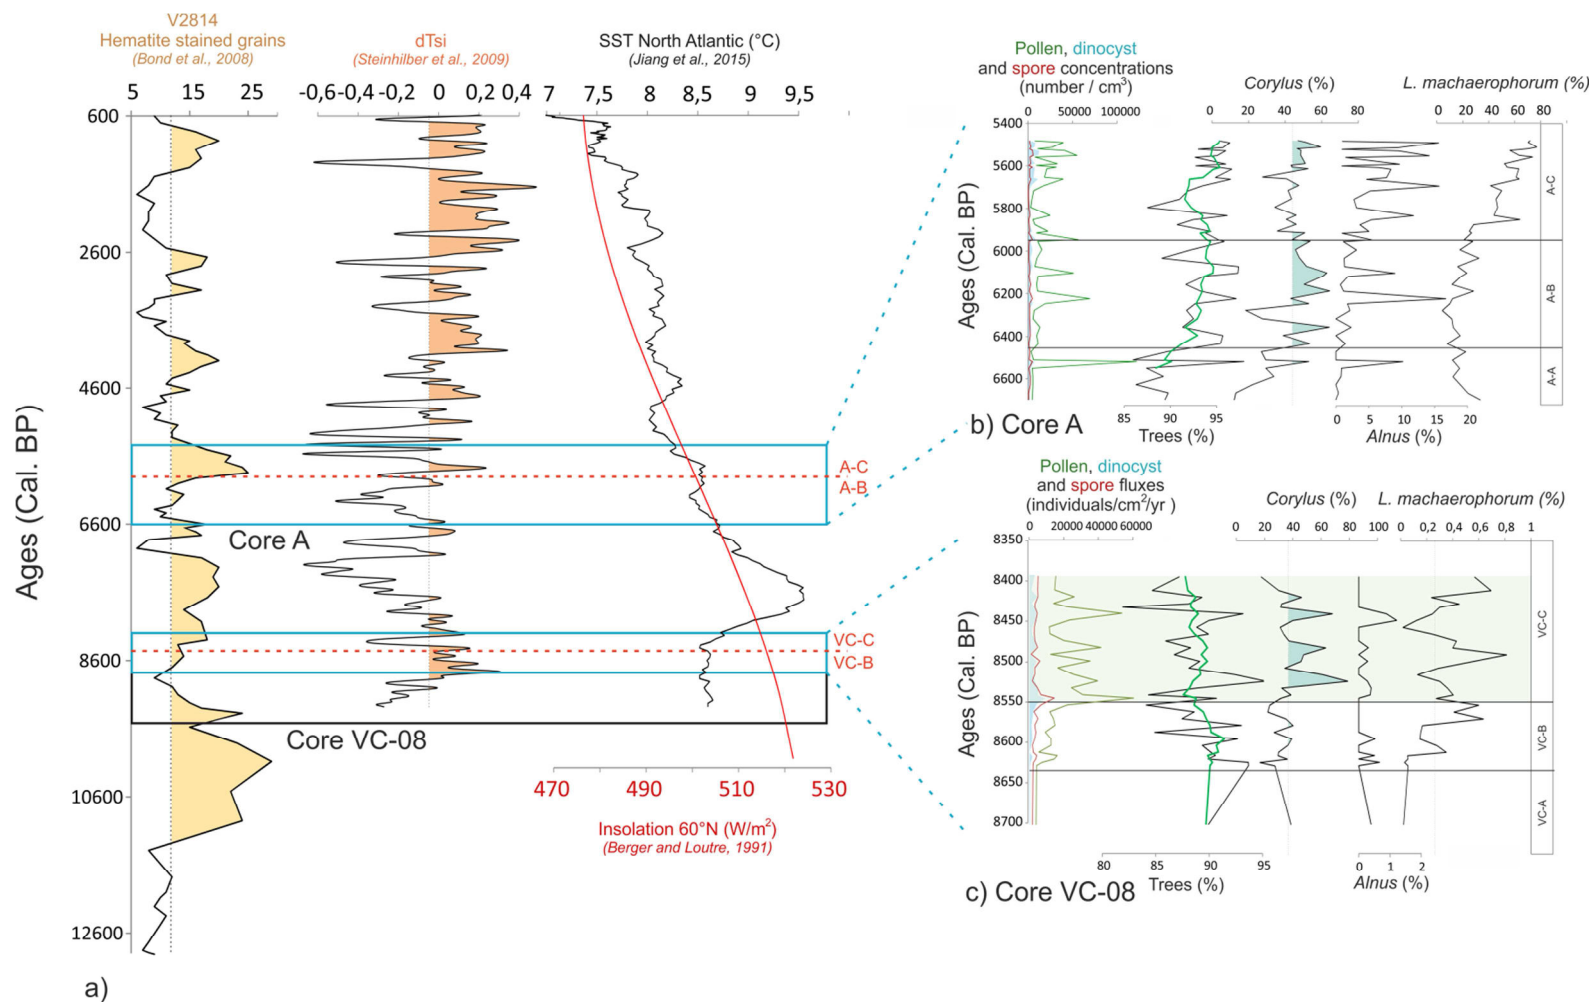 V2814
Hematite stained grains
(Bond et al., 2008)
5 15 25
dTsi
(Steinhilber et al., 2009)
-0,6 -0,4 -0,2 0 0,2 0,4
SST North Atlantic (°C)
(Jiang et al., 2015)
7 7,5 8 8,5 9 9,5
Ages (Cal. BP)
600
2600
4600
6600
8600
10600
12600
A-C
A-B
Core A
VC-C
VC-B
Core VC-08
470 490 510 530
Insolation 60°N (W/m²)
(Berger and Loutre, 1991)
a)
Pollen, dinocyst
and spore concentrations
(number / cm³)
0 50000 100000
Corylus (%)
0 20 40 60 80
L. machaerophorum (%)
0 20 40 60 80
Ages (Cal. BP)
5400
5600
5800
6000
6200
6400
6600
A-C
A-B
A-A
85 90 95
Trees (%)
0 5 10 15 20
Alnus (%)
b) Core A
Pollen, dinocyst
and spore fluxes
(individuals/cm²/yr )
0 20000 40000 60000
Corylus (%)
0 20 40 60 80 100
L. machaerophorum (%)
0 0,2 0,4 0,6 0,8 1
Ages (Cal. BP)
8350
8400
8450
8500
8550
8600
8650
8700
VC-C
VC-B
VC-A
80 85 90 95
Trees (%)
0 1 2
Alnus (%)
c) Core VC-08